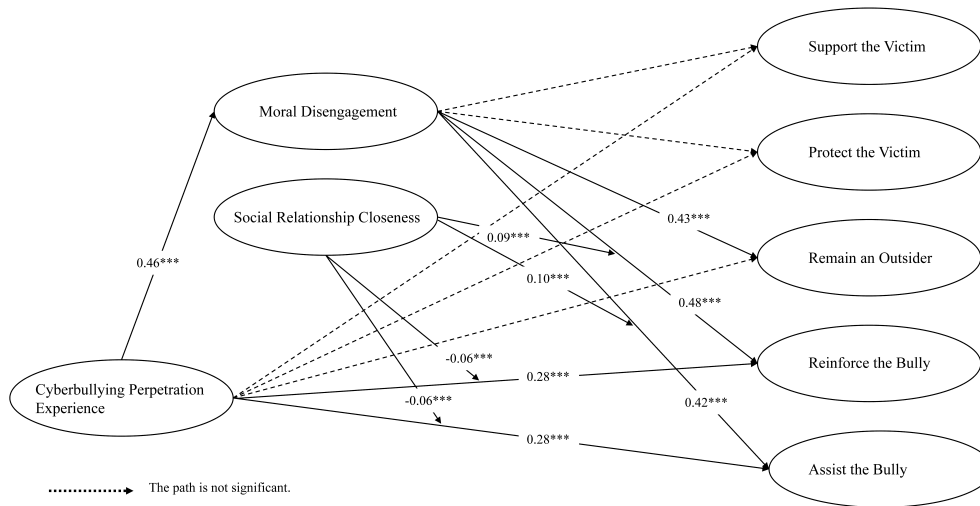 Support the Victim
Moral Disengagement
Protect the Victim
Social Relationship Closeness
0.43***
0.09***
Remain an Outsider
0.46***
0.10***
0.48***
-0.06***
Reinforce the Bully
0.28***
Cyberbullying Perpetration
Experience
-0.06***
0.42***
0.28***
Assist the Bully
The path is not significant.